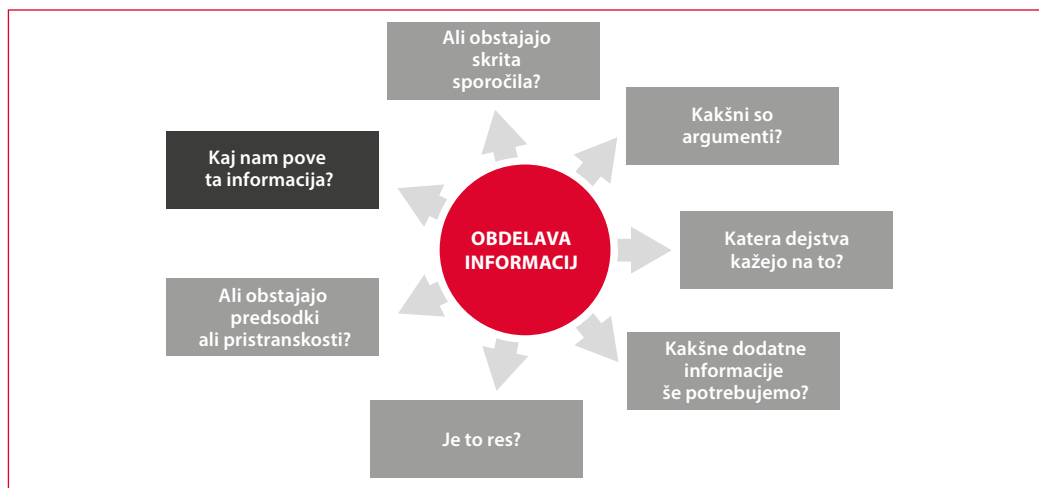 Ali obstajajo
skrita
sporočila?
Kakšni so
argumenti?
Kaj nam pove
ta informacija?
OBDELAVA
INFORMACIJ
Katera dejstva
kažejo na to?
Ali obstajajo
predsodki
ali pristranskosti?
Kakšne dodatne
informacije
še potrebujemo?
Je to res?